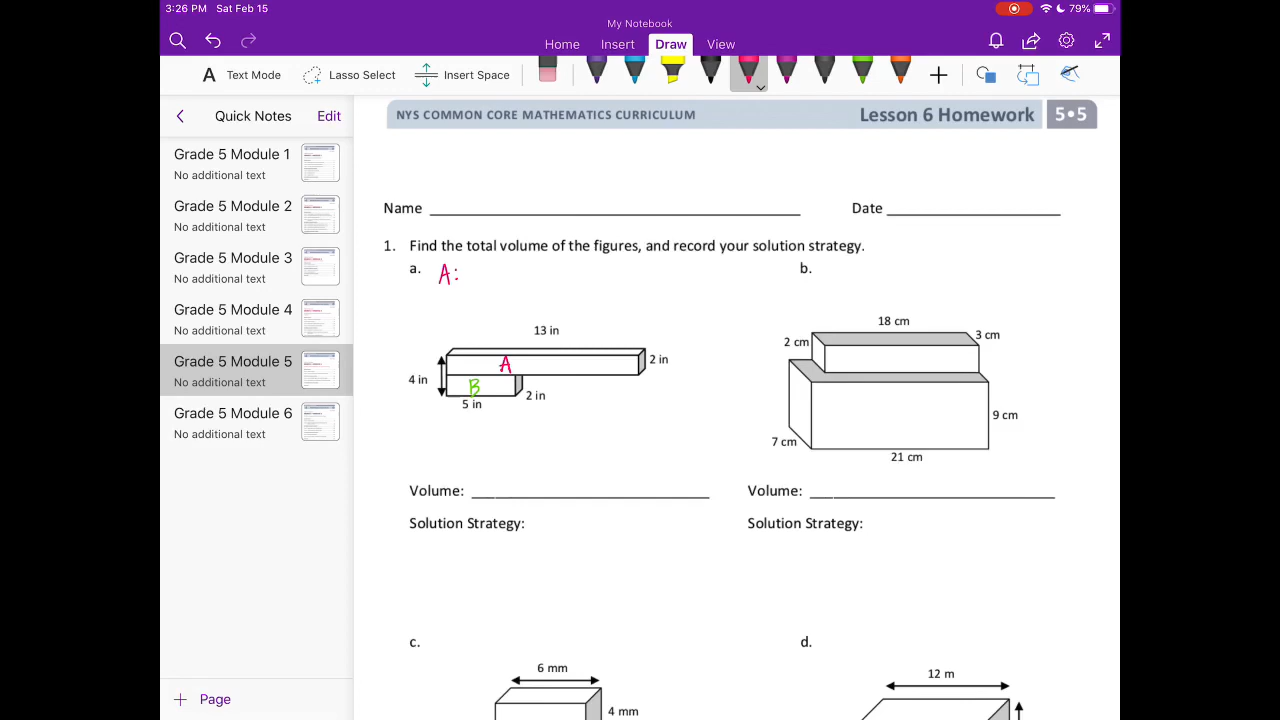 3:26 PM Sat Feb 15
79%
My Notebook
Home Insert Draw View
A Text Mode Lasso Select Insert Space
Quick Notes Edit
Grade 5 Module 1
No additional text
Grade 5 Module 2
No additional text
Grade 5 Module 3
No additional text
Grade 5 Module 4
No additional text
Grade 5 Module 5
No additional text
Grade 5 Module 6
No additional text
Page
NYS COMMON CORE MATHEMATICS CURRICULUM Lesson 6 Homework 5•5
Name Date
1. Find the total volume of the figures, and record your solution strategy.
a. A:
13 in
A
2 in
4 in
B
5 in
2 in
Volume:
Solution Strategy:
b.
18 cm
2 cm
3 cm
9 cm
7 cm
21 cm
Volume:
Solution Strategy:
c.
6 mm
4 mm
d.
12 m